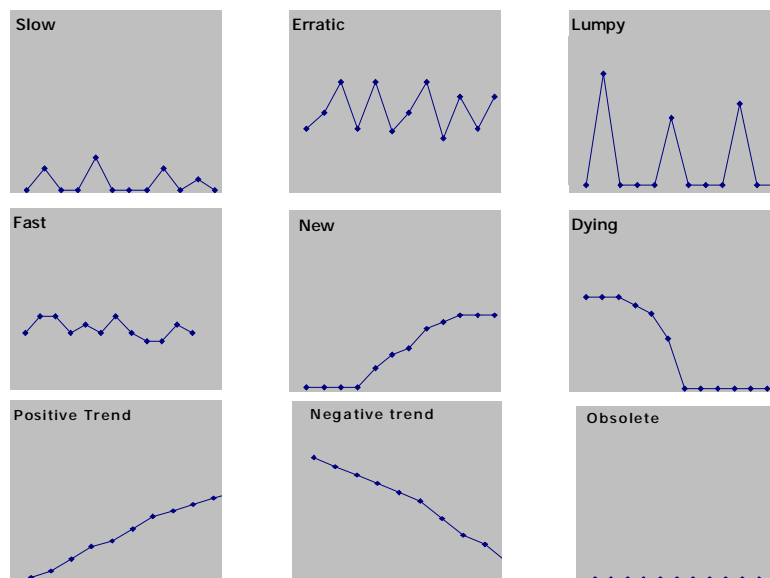 Slow
Erratic
Lumpy
Fast
New
Dying
Positive Trend
Negative trend
Obsolete